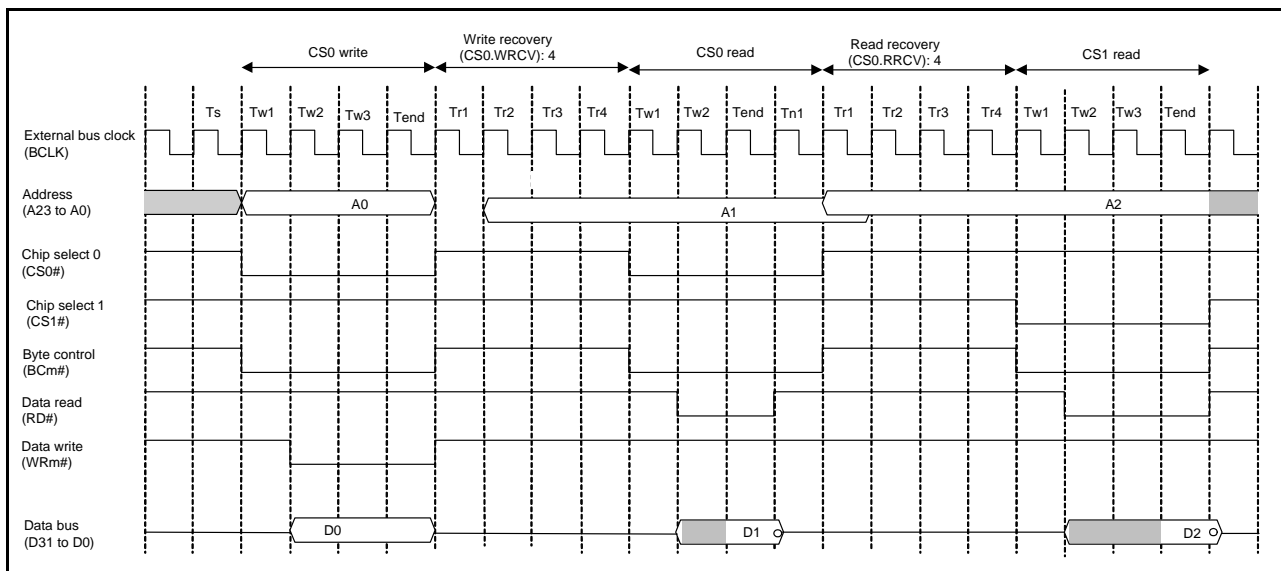 CS0 write
Write recovery
(CS0.WRCV): 4
CS0 read
Read recovery
(CS0.RRCV): 4
CS1 read
Ts Tw1 Tw2 Tw3 Tend Tr1 Tr2 Tr3 Tr4 Tw1 Tw2 Tend Tn1 Tr1 Tr2 Tr3 Tr4 Tw1 Tw2 Tw3 Tend
External bus clock
(BCLK)
Address
(A23 to A0)
A0 A1 A2
Chip select 0
(CS0#)
Chip select 1
(CS1#)
Byte control
(BCm#)
Data read
(RD#)
Data write
(WRm#)
Data bus
(D31 to D0)
D0 D1 D2